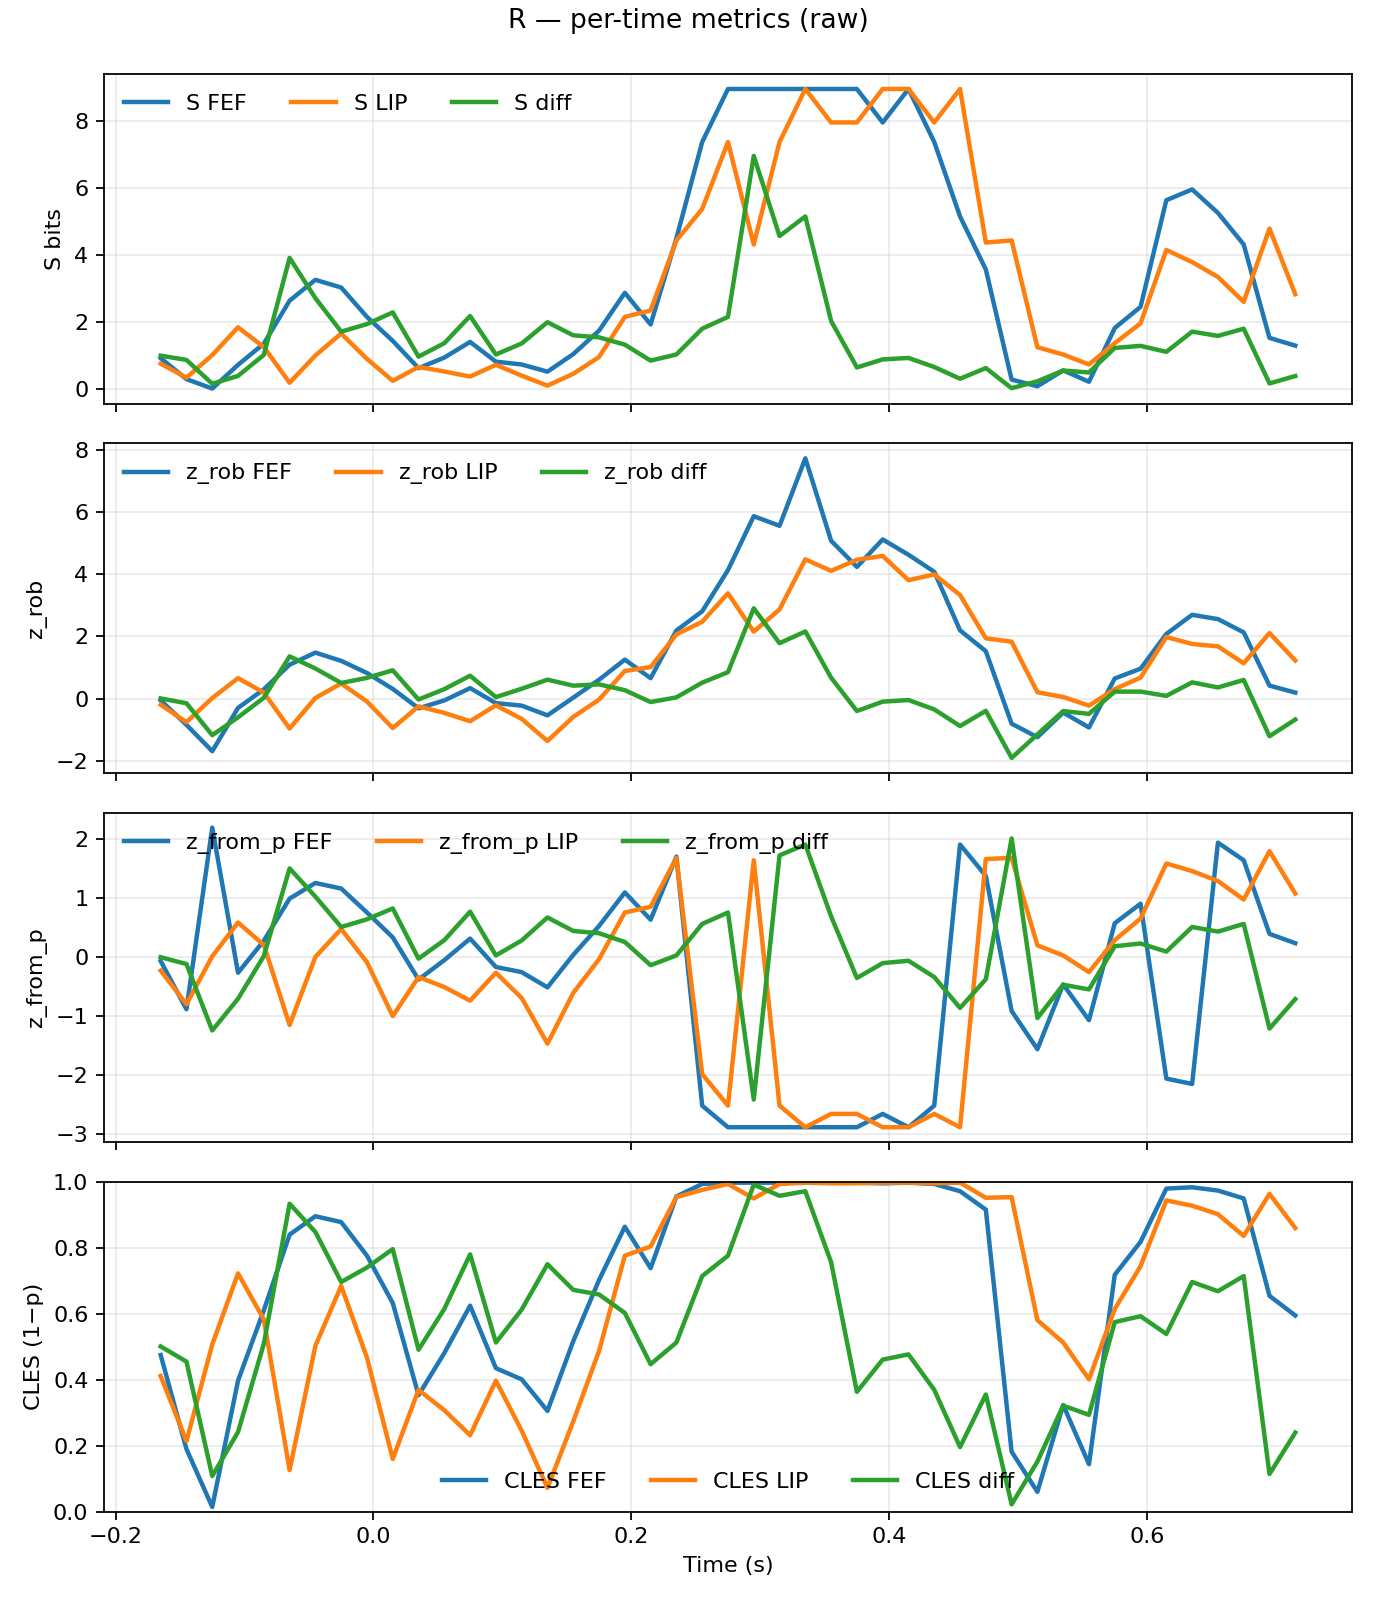 R — per-time metrics (raw)
S FEF S LIP S diff
8
6
4
2
0
S bits
z_rob FEF z_rob LIP z_rob diff
8
6
4
2
0
−2
z_rob
z_from_p FEF z_from_p LIP z_from_p diff
2
1
0
−1
−2
−3
z_from_p
1.0
0.8
0.6
0.4
0.2
0.0
CLES (1−p)
CLES FEF CLES LIP CLES diff
−0.2 0.0 0.2 0.4 0.6
Time (s)